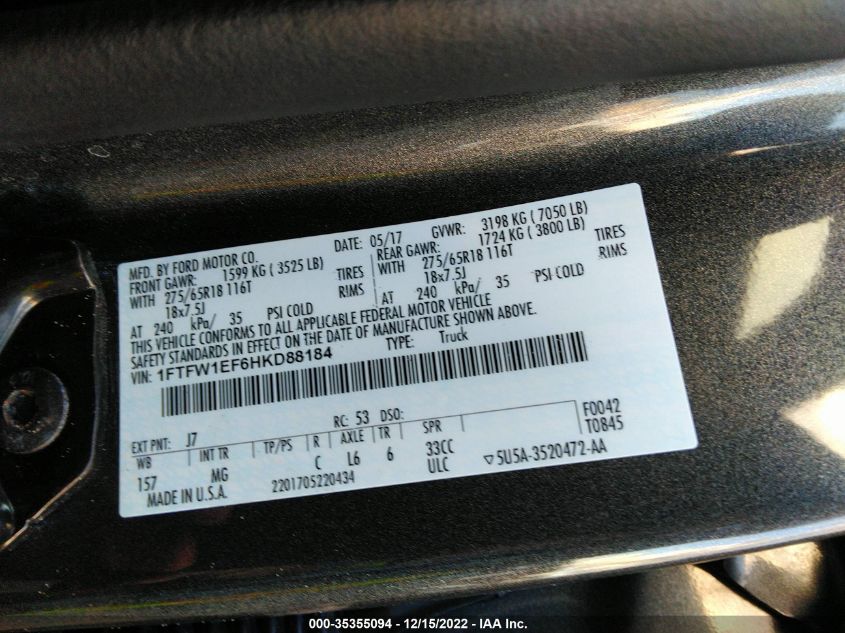 MFD. BY FORD MOTOR CO. DATE: 05/17 GVWR: 3198 KG ( 7050 LB)
FRONT GAWR: 1599 KG ( 3525 LB) REAR GAWR: 1724 KG ( 3800 LB)
WITH 275/65R18 116T TIRES WITH 275/65R18 116T TIRES
18x7.5J RIMS 18x7.5J RIMS
AT 240 kPa/ 35 PSI COLD AT 240 kPa/ 35 PSI COLD
THIS VEHICLE CONFORMS TO ALL APPLICABLE FEDERAL MOTOR VEHICLE
SAFETY STANDARDS IN EFFECT ON THE DATE OF MANUFACTURE SHOWN ABOVE.
VIN: 1FTFW1EF6HKD88184 TYPE: Truck
EXT PNT: J7 RC: 53 DSO: F0042
WB INT TR TP/PS R AXLE TR SPR T0845
157 MG C L6 6 33CC
ULC 5U5A-3520472-AA
MADE IN U.S.A. 2201705220434
000-35355094 - 12/15/2022 - IAA Inc.